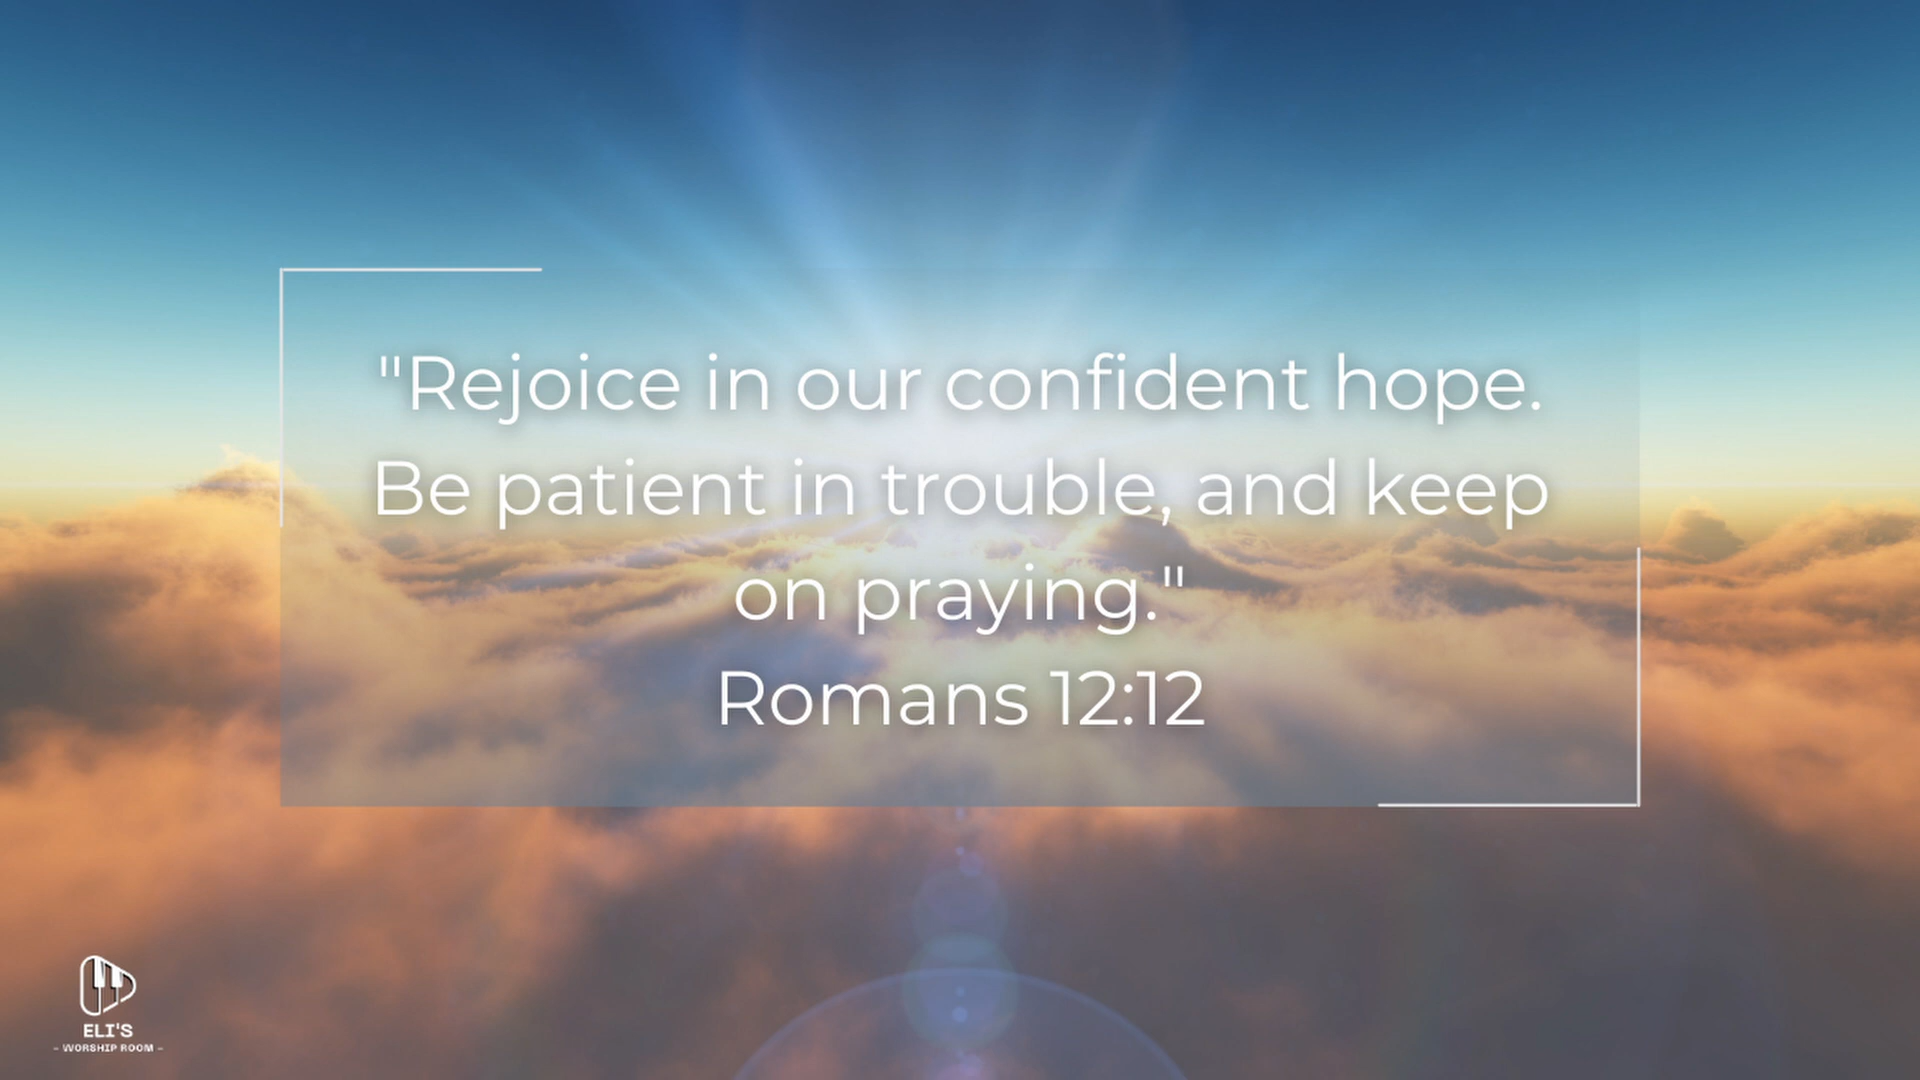 "Rejoice in our confident hope.
Be patient in trouble, and keep
on praying."
Romans 12:12
ELI'S
- WORSHIP ROOM -